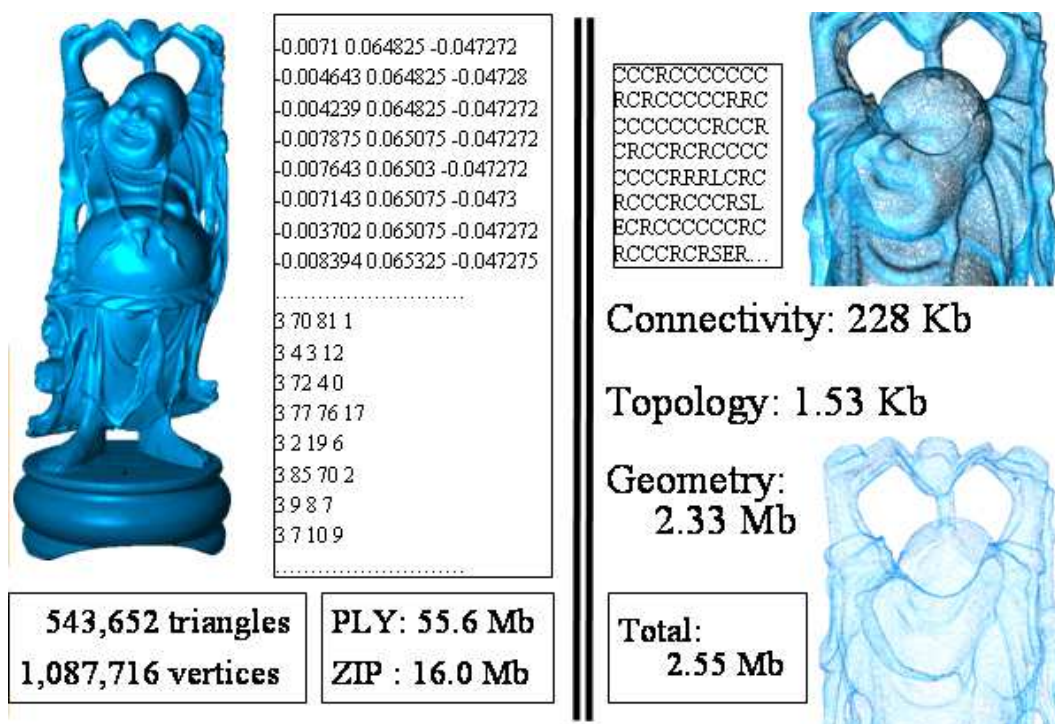 -0.0071 0.064825 -0.047272
-0.004643 0.064825 -0.04728
-0.004239 0.064825 -0.047272
-0.007875 0.065075 -0.047272
-0.007643 0.06503 -0.047272
-0.007143 0.065075 -0.0473
-0.003702 0.065075 -0.047272
-0.008394 0.065325 -0.047275
...........................
3 70 81 1
3 4 3 12
3 72 4 0
3 77 76 17
3 2 19 6
3 85 70 2
3 9 8 7
3 7 10 9
...........................
543,652 triangles
1,087,716 vertices
PLY: 55.6 Mb
ZIP : 16.0 Mb
CCCRCCCCCCC
RCRCCCCCRRC
CCCCCCCRCCR
CRCCRCRCCCC
CCCCRRRLCRC
RCCCRCCCRSL
ECRCCCCCCRC
RCCCRCRSER...
Connectivity: 228 Kb
Topology: 1.53 Kb
Geometry:
2.33 Mb
Total:
2.55 Mb